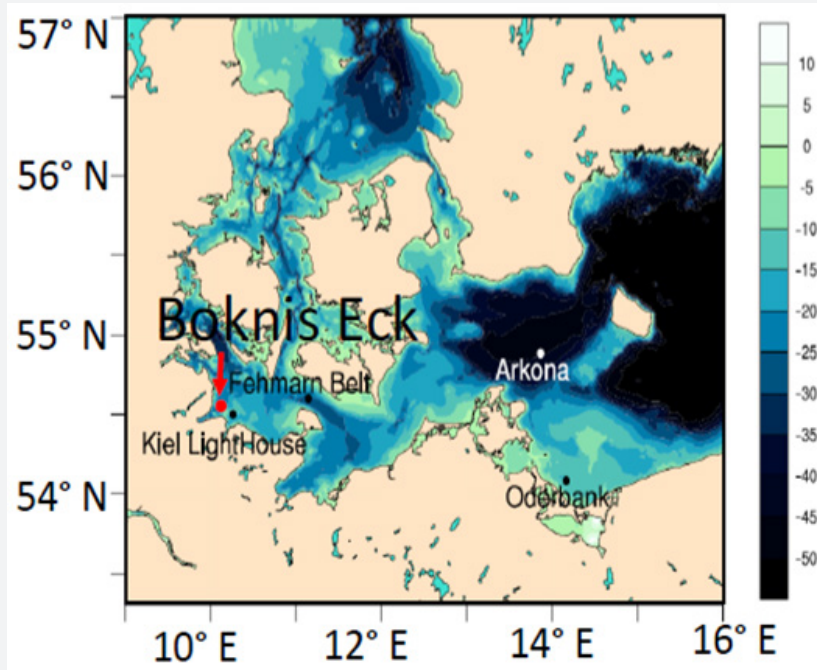 57° N
56° N
55° N
54° N
Boknis Eck
Fehmarn Belt
Kiel LightHouse
Arkona
Oderbank
10° E
12° E
14° E
16° E
10
5
0
-5
-10
-15
-20
-25
-30
-35
-40
-45
-50